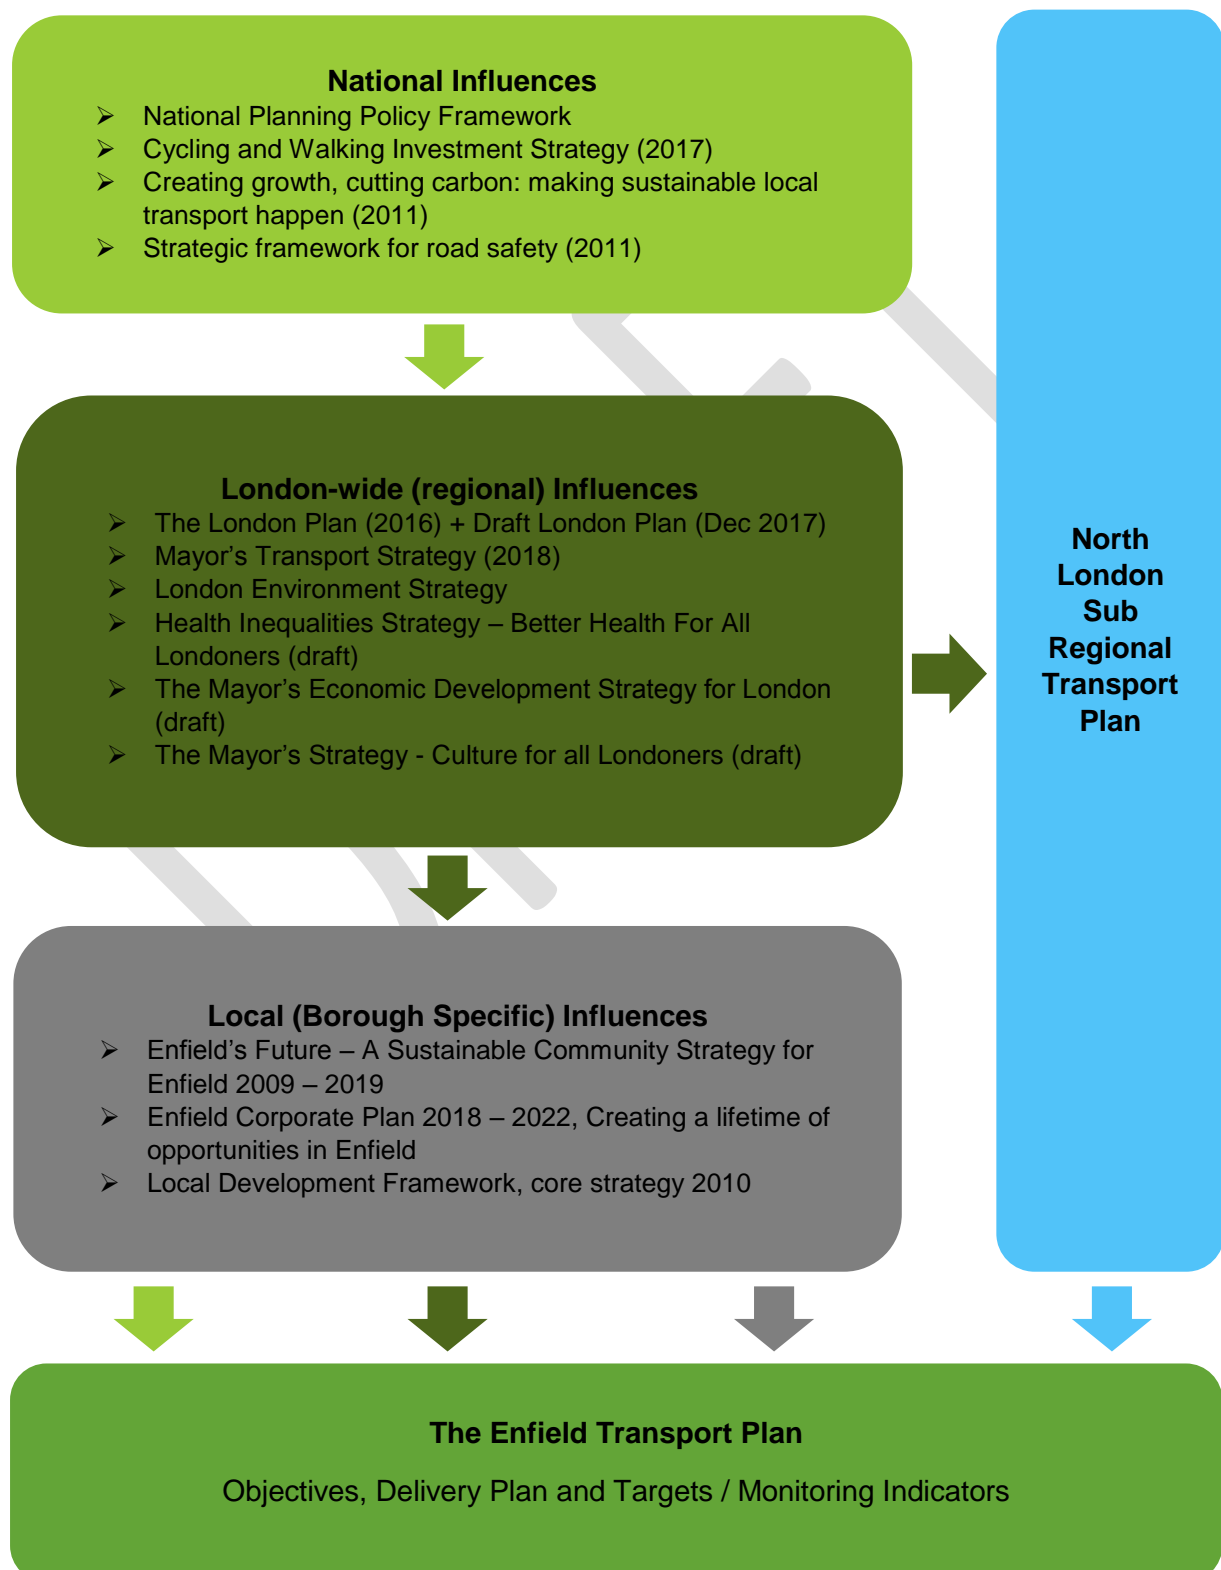 National Influences
➢ National Planning Policy Framework
➢ Cycling and Walking Investment Strategy (2017)
➢ Creating growth, cutting carbon: making sustainable local
transport happen (2011)
➢ Strategic framework for road safety (2011)
London-wide (regional) Influences
➢ The London Plan (2016) + Draft London Plan (Dec 2017)
➢ Mayor’s Transport Strategy (2018)
➢ London Environment Strategy
➢ Health Inequalities Strategy – Better Health For All
Londoners (draft)
➢ The Mayor’s Economic Development Strategy for London
(draft)
➢ The Mayor’s Strategy - Culture for all Londoners (draft)
North
London
Sub
Regional
Transport
Plan
Local (Borough Specific) Influences
➢ Enfield’s Future – A Sustainable Community Strategy for
Enfield 2009 – 2019
➢ Enfield Corporate Plan 2018 – 2022, Creating a lifetime of
opportunities in Enfield
➢ Local Development Framework, core strategy 2010
The Enfield Transport Plan
Objectives, Delivery Plan and Targets / Monitoring Indicators